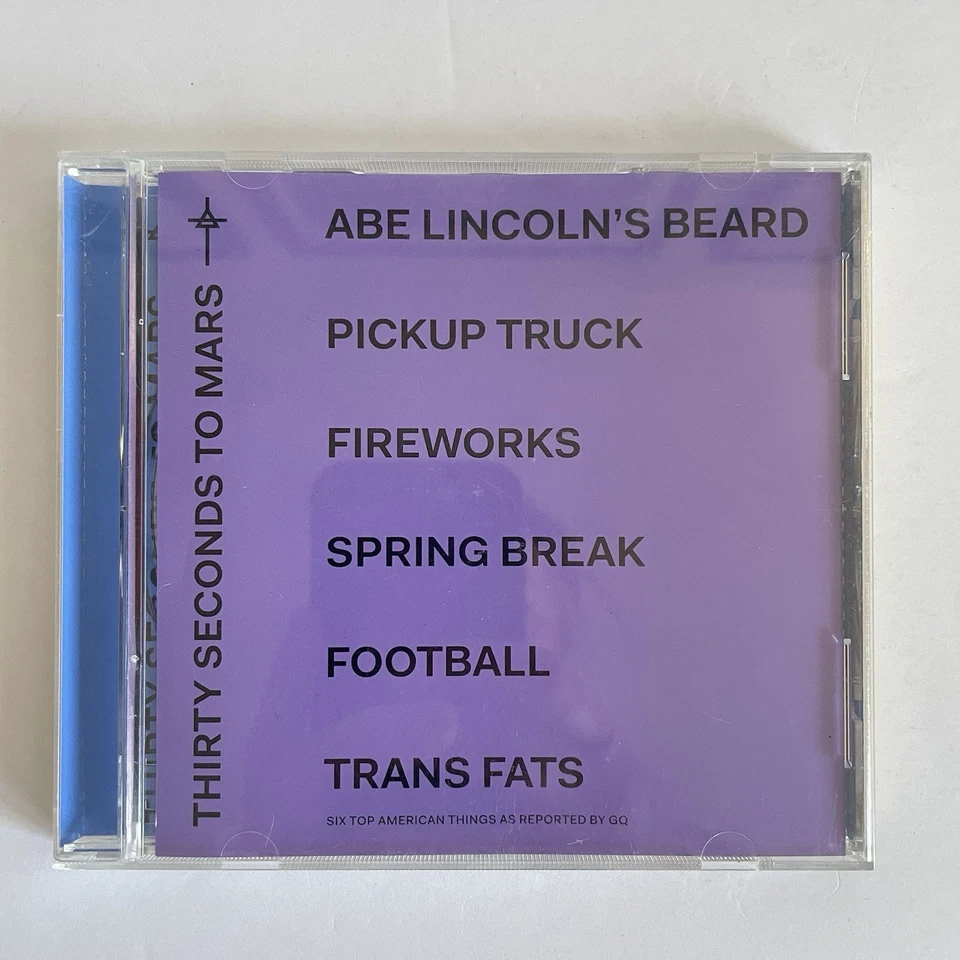 THIRTY SECONDS TO MARS
ABE LINCOLN'S BEARD
PICKUP TRUCK
FIREWORKS
SPRING BREAK
FOOTBALL
TRANS FATS
SIX TOP AMERICAN THINGS AS REPORTED BY GQ